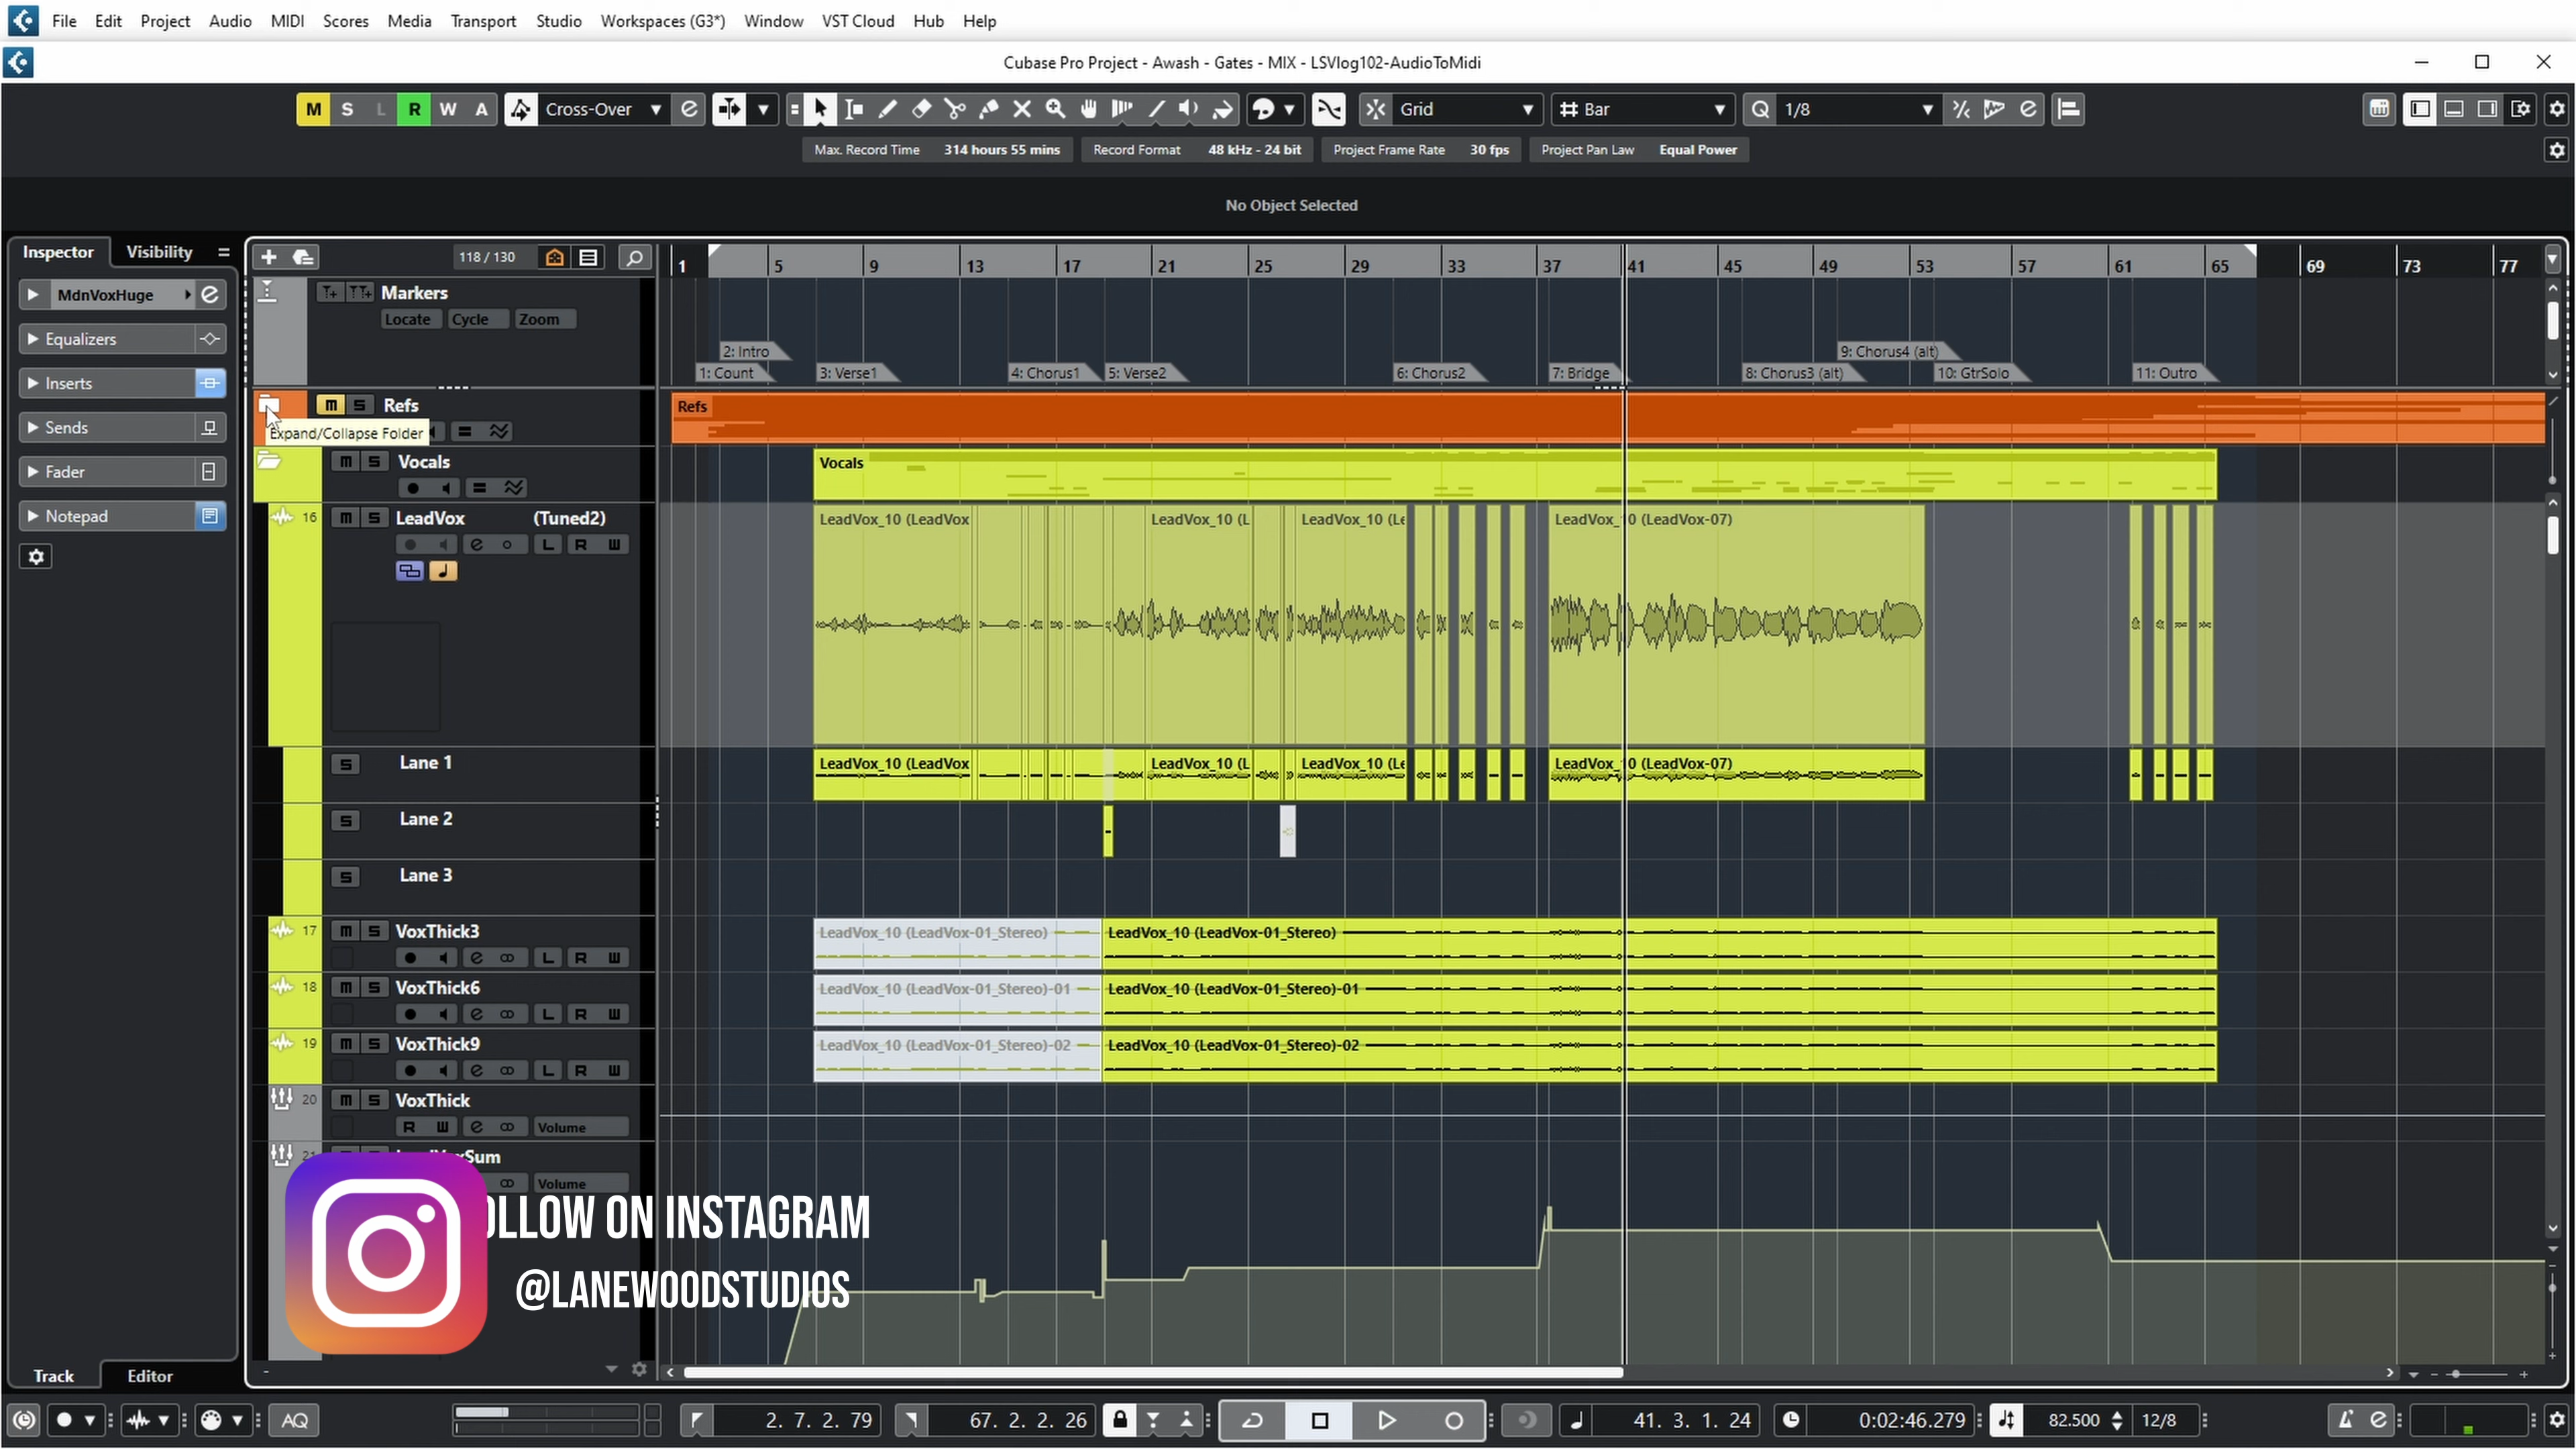 File Edit Project Audio MIDI Scores Media Transport Studio Workspaces (G3*) Window VST Cloud Hub Help
Cubase Pro Project - Awash - Gates - MIX - LSVlog102-AudioToMidi
M S L R W A Cross-Over Grid Bar Q 1/8
Max. Record Time 314 hours 55 mins Record Format 48 kHz - 24 bit Project Frame Rate 30 fps Project Pan Law Equal Power
No Object Selected
Inspector Visibility 118 / 130
1 5 9 13 17 21 25 29 33 37 41 45 49 53 57 61 65 69 73 77
MdnVoxHuge
Equalizers
Inserts
Sends
Fader
Notepad
Markers
Locate Cycle Zoom
2: Intro 9: Chorus4 (alt)
1: Count 3: Verse1 4: Chorus1 5: Verse2 6: Chorus2 7: Bridge 8: Chorus3 (alt) 10: GtrSolo 11: Outro
m S Refs Refs
Expand/Collapse Folder
m S Vocals Vocals
16 m S LeadVox (Tuned2) LeadVox_10 (LeadVox LeadVox_10 (L LeadVox_10 (Le LeadVox_10 (LeadVox-07)
L R W
S Lane 1 LeadVox_10 (LeadVox LeadVox_10 (L LeadVox_10 (Le LeadVox_10 (LeadVox-07)
S Lane 2
S Lane 3
17 m S VoxThick3 LeadVox_10 (LeadVox-01_Stereo) LeadVox_10 (LeadVox-01_Stereo)
L R W
18 m S VoxThick6 LeadVox_10 (LeadVox-01_Stereo)-01 LeadVox_10 (LeadVox-01_Stereo)-01
L R W
19 m S VoxThick9 LeadVox_10 (LeadVox-01_Stereo)-02 LeadVox_10 (LeadVox-01_Stereo)-02
L R W
20 m S VoxThick
R W Volume
Sum
Volume
OLLOW ON INSTAGRAM
@LANEWOODSTUDIOS
Track Editor
AQ 2. 7. 2. 79 67. 2. 2. 26 41. 3. 1. 24 0:02:46.279 82.500 12/8